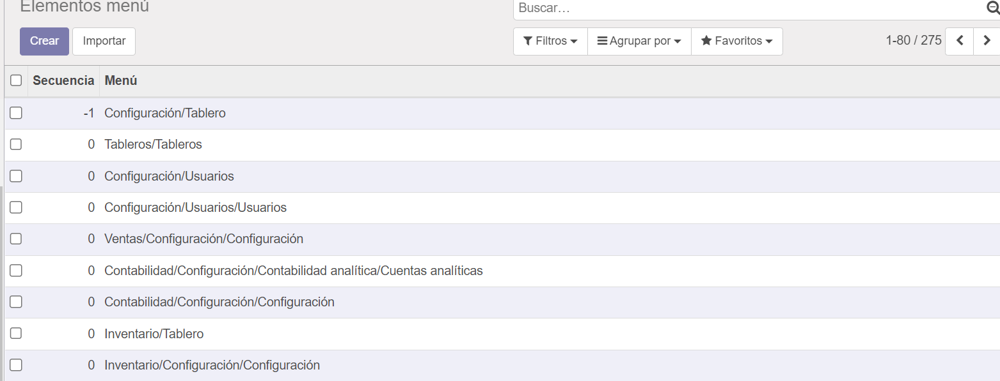 Elementos menú
Buscar…
Crear Importar Filtros Agrupar por Favoritos 1-80 / 275
Secuencia Menú
-1 Configuración/Tablero
0 Tableros/Tableros
0 Configuración/Usuarios
0 Configuración/Usuarios/Usuarios
0 Ventas/Configuración/Configuración
0 Contabilidad/Configuración/Contabilidad analítica/Cuentas analíticas
0 Contabilidad/Configuración/Configuración
0 Inventario/Tablero
0 Inventario/Configuración/Configuración